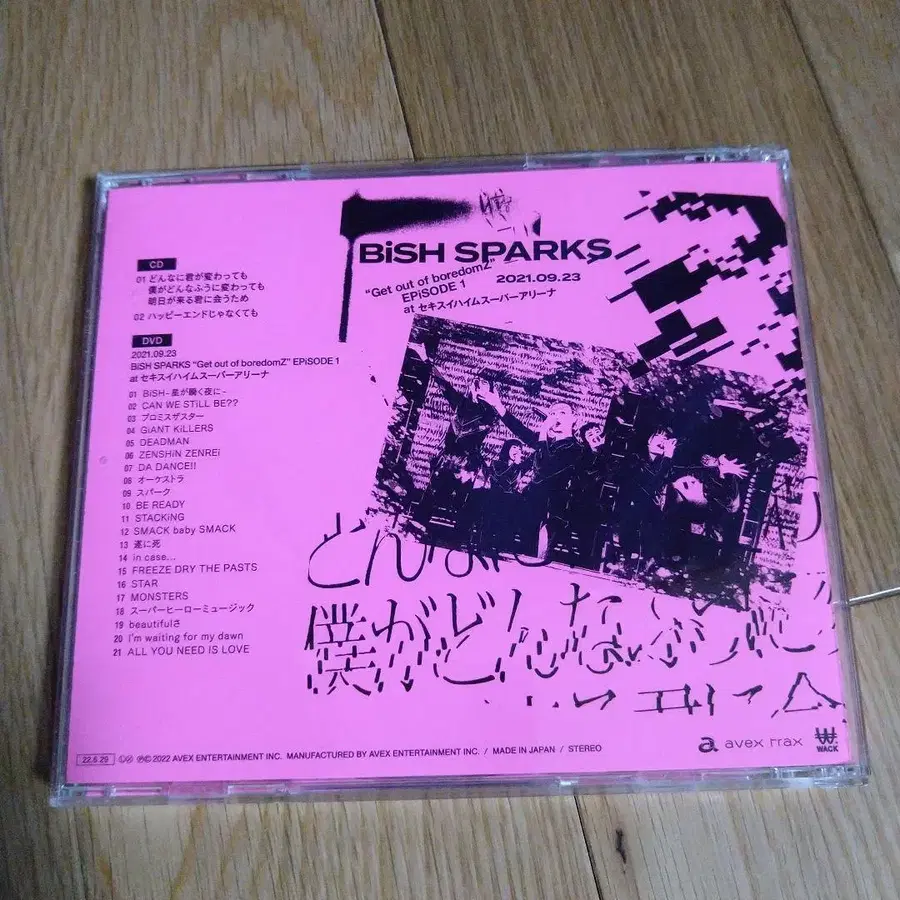 BiSH SPARKS
"Get out of boredomZ"
EPiSODE 1
2021.09.23
at セキスイハイムスーパーアリーナ
CD
01 どんなに君が変わっても
僕がどんなふうに変わっても
明日が来る君に会うため
02 ハッピーエンドじゃなくても
DVD
2021.09.23
BiSH SPARKS "Get out of boredomZ" EPiSODE 1
at セキスイハイムスーパーアリーナ
01 BiSH-星が瞬く夜に-
02 CAN WE STiLL BE??
03 プロミスザスター
04 GiANT KiLLERS
05 DEADMAN
06 ZENSHiN ZENREi
07 DA DANCE!!
08 オーケストラ
09 スパーク
10 BE READY
11 STACKiNG
12 SMACK baby SMACK
13 遂に死
14 in case...
15 FREEZE DRY THE PASTS
16 STAR
17 MONSTERS
18 スーパーヒーローミュージック
19 beautifulさ
20 I'm waiting for my dawn
21 ALL YOU NEED IS LOVE
どんな
僕がどんなふ
22.6.29 Ⓛ Ⓧ Ⓟ © 2022 AVEX ENTERTAINMENT INC. MANUFACTURED BY AVEX ENTERTAINMENT INC. / MADE IN JAPAN / STEREO
a avex trax
WACK